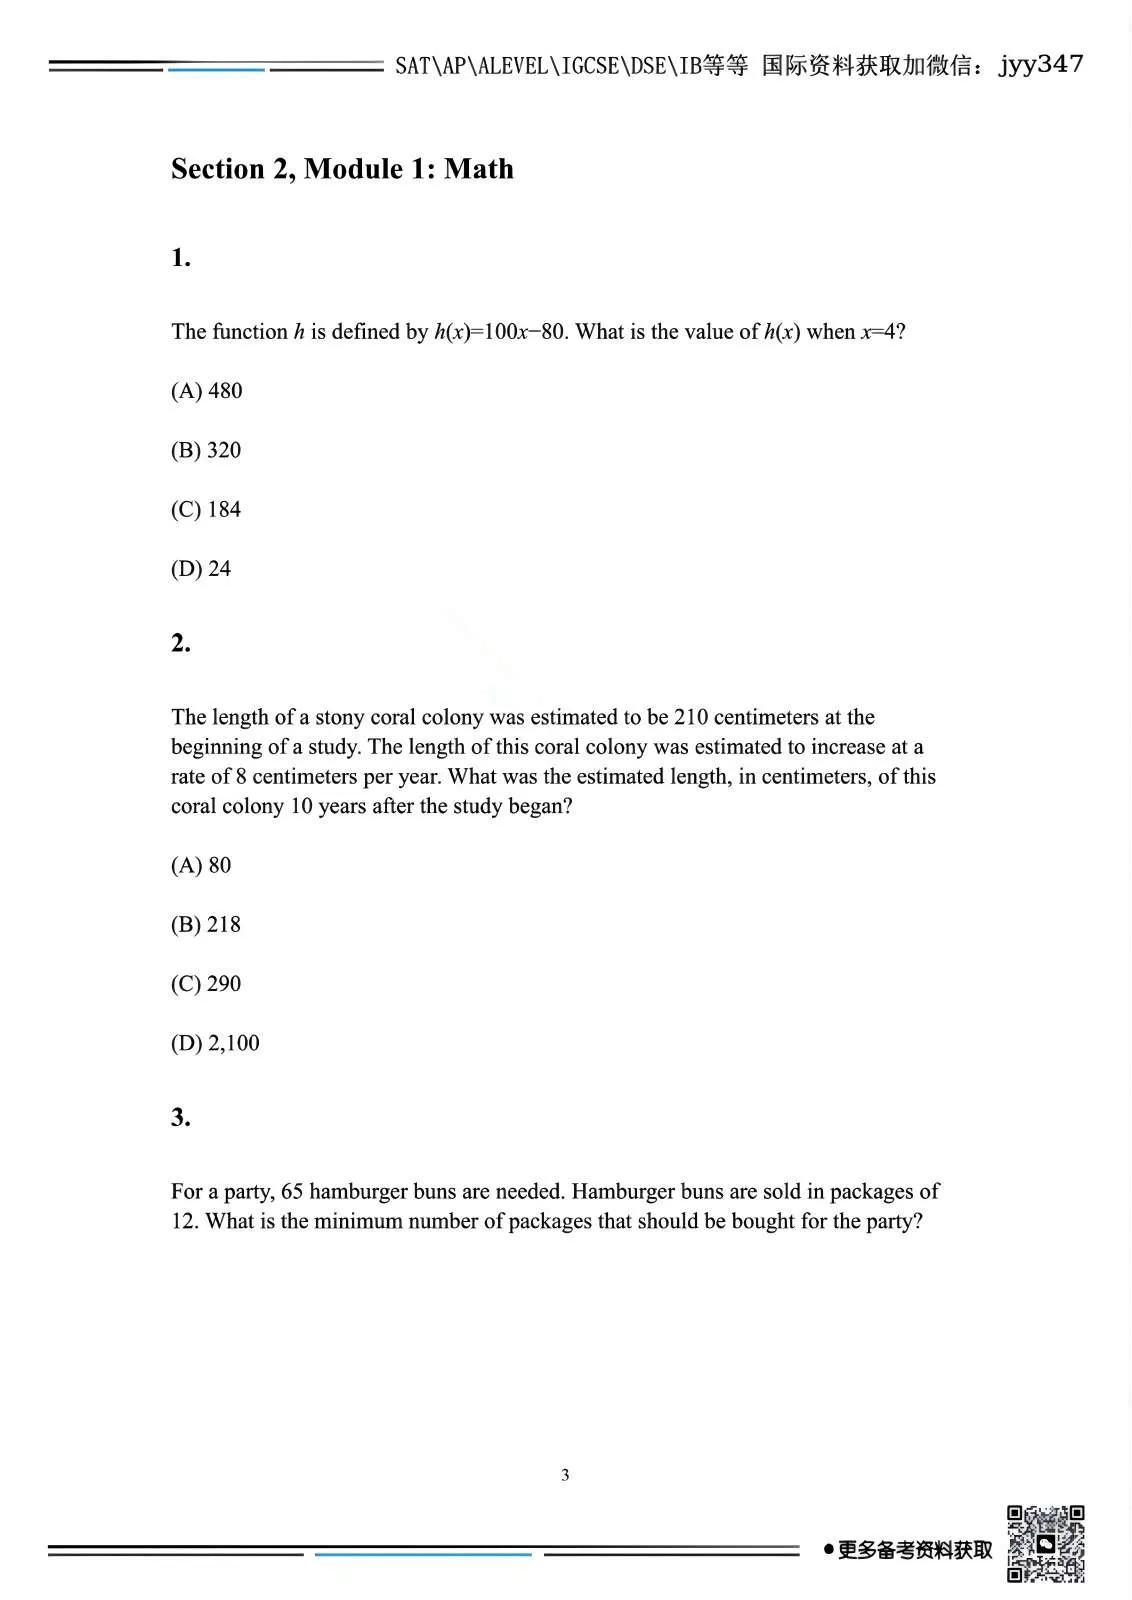 SAT\AP\ALEVEL\IGCSE\DSE\IB等等 国际资料获取加微信：jyy347
Section 2, Module 1: Math
1.
The function h is defined by h(x)=100x−80. What is the value of h(x) when x=4?
(A) 480
(B) 320
(C) 184
(D) 24
2.
The length of a stony coral colony was estimated to be 210 centimeters at the
beginning of a study. The length of this coral colony was estimated to increase at a
rate of 8 centimeters per year. What was the estimated length, in centimeters, of this
coral colony 10 years after the study began?
(A) 80
(B) 218
(C) 290
(D) 2,100
3.
For a party, 65 hamburger buns are needed. Hamburger buns are sold in packages of
12. What is the minimum number of packages that should be bought for the party?
3
●更多备考资料获取